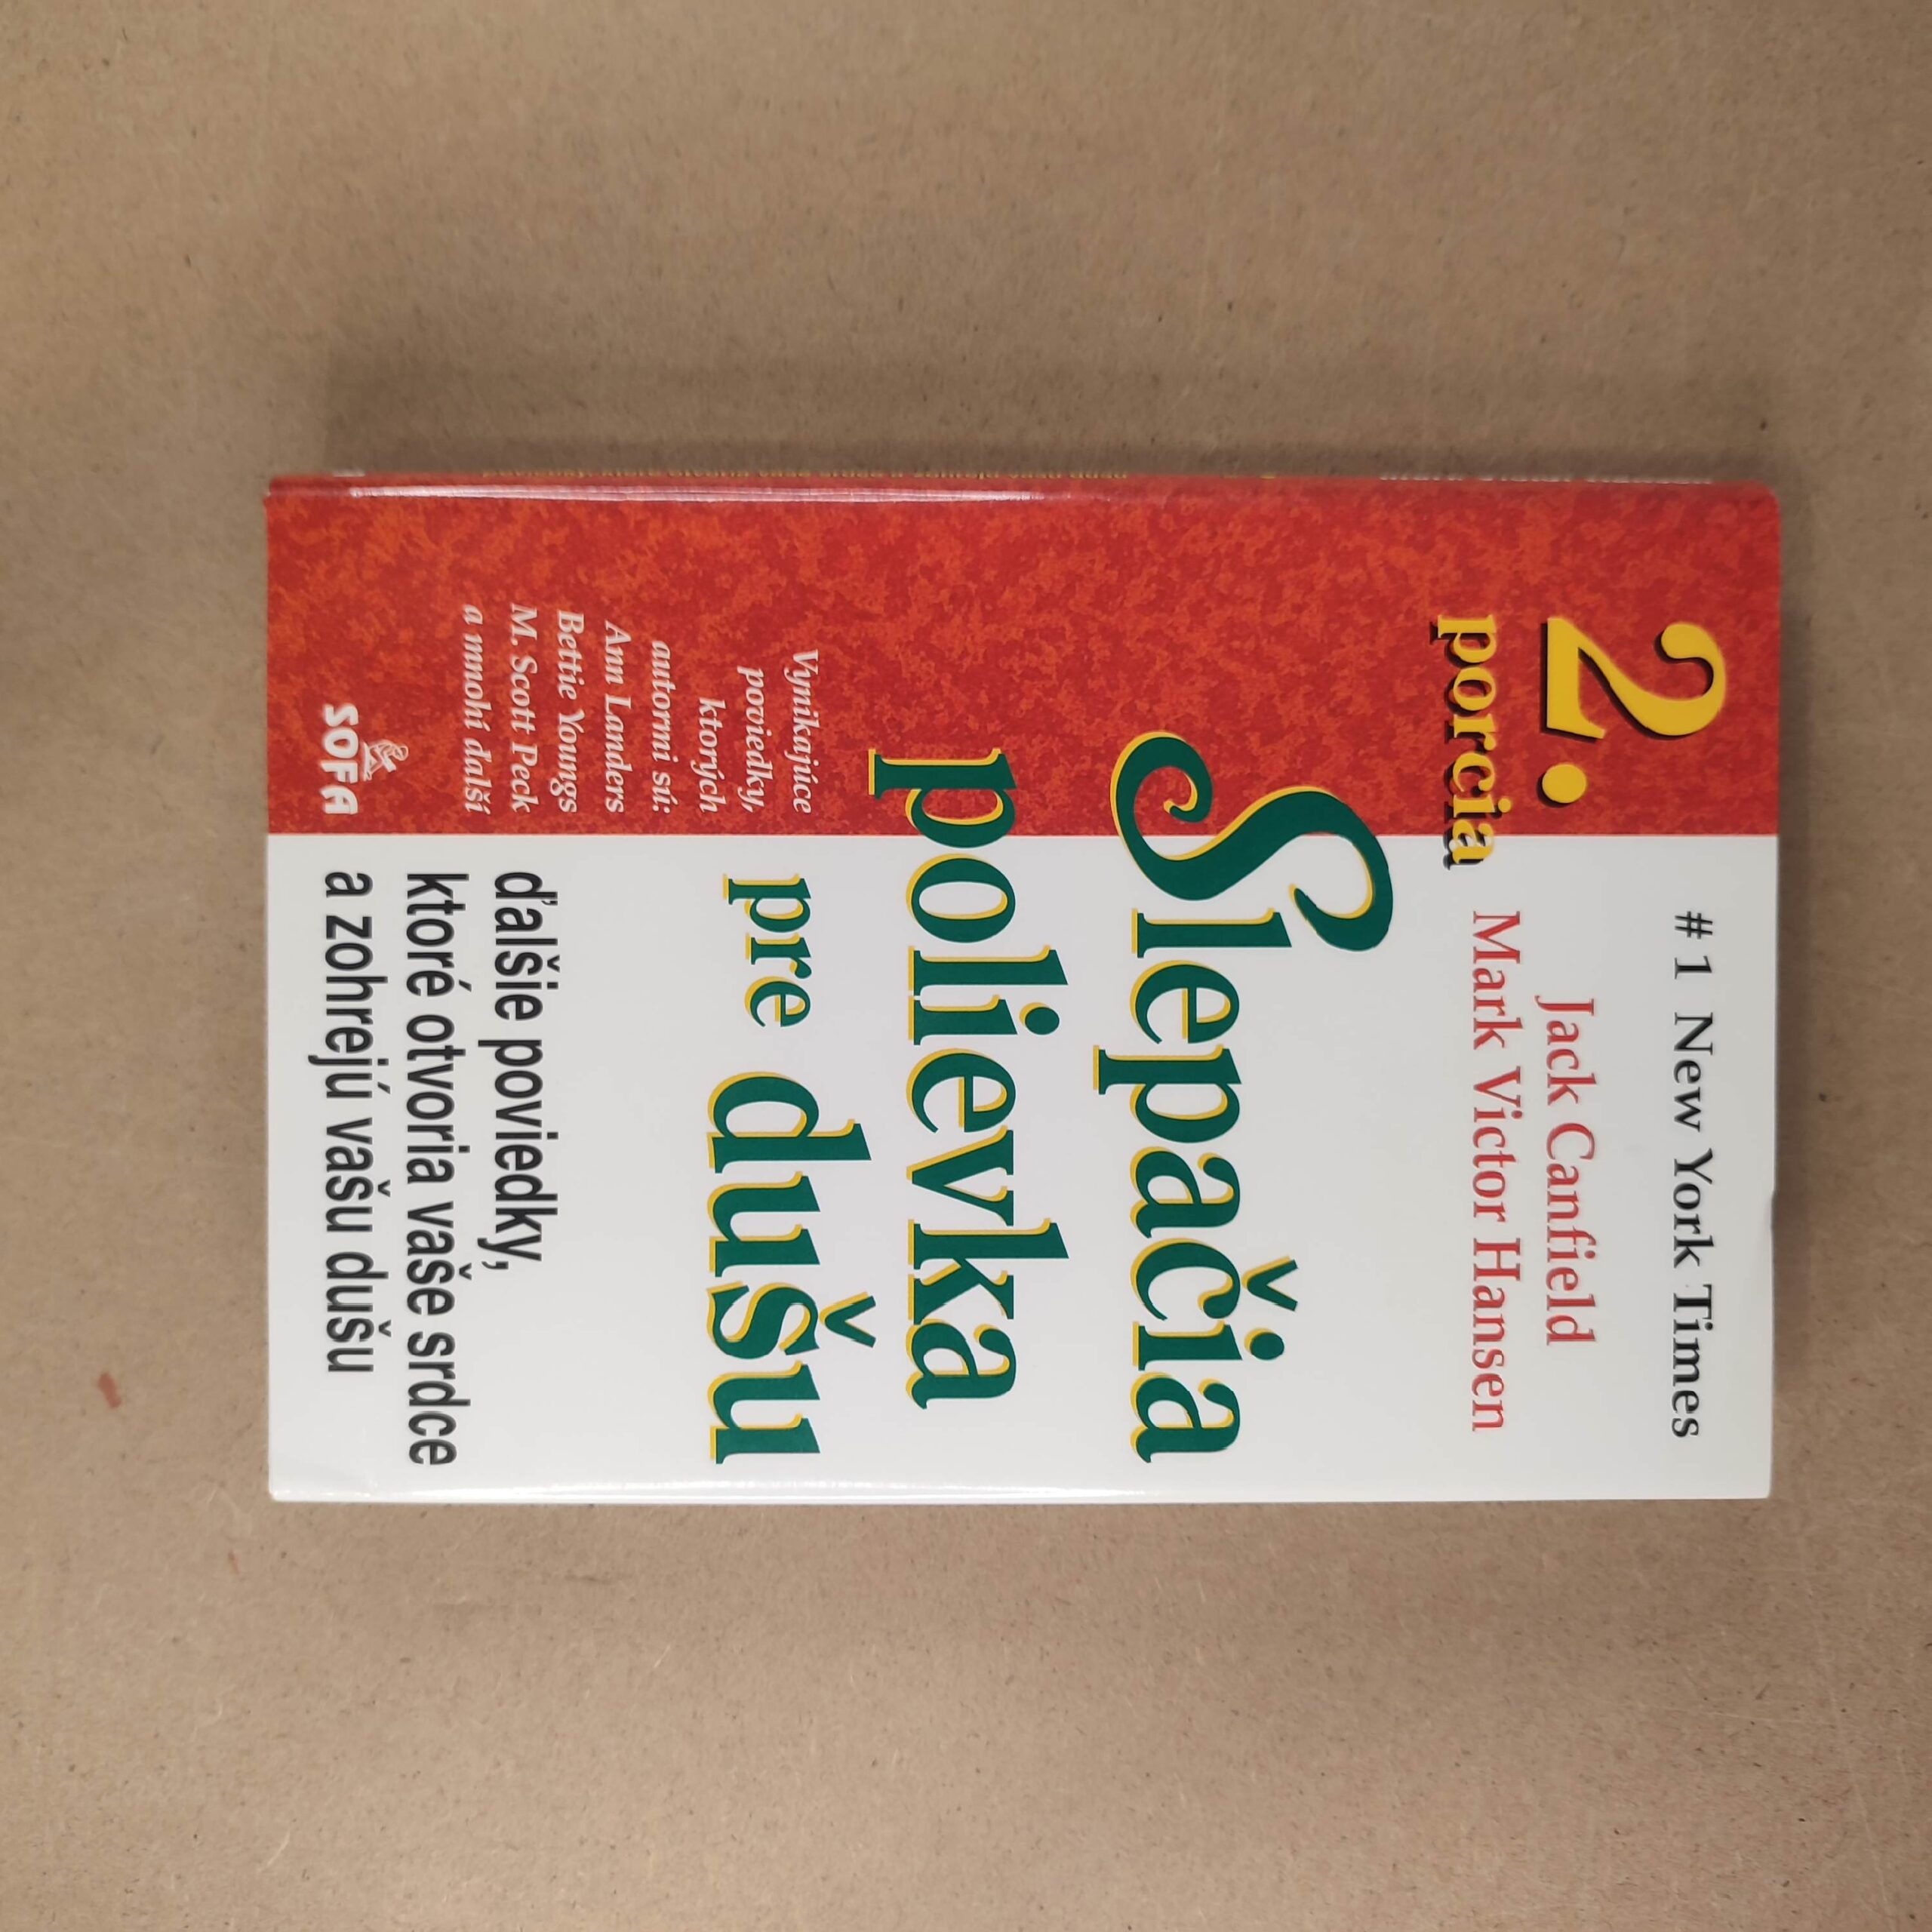 # 1 New York Times
2.
porcia
Jack Canfield
Mark Victor Hansen
Slepačia
polievka
pre dušu
Vynikajúce
poviedky,
ktorých
autormi sú:
Ann Landers
Bettie Youngs
M. Scott Peck
a mnohí ďalší
ďalšie poviedky,
ktoré otvoria vaše srdce
a zohrejú vašu dušu
SOFA